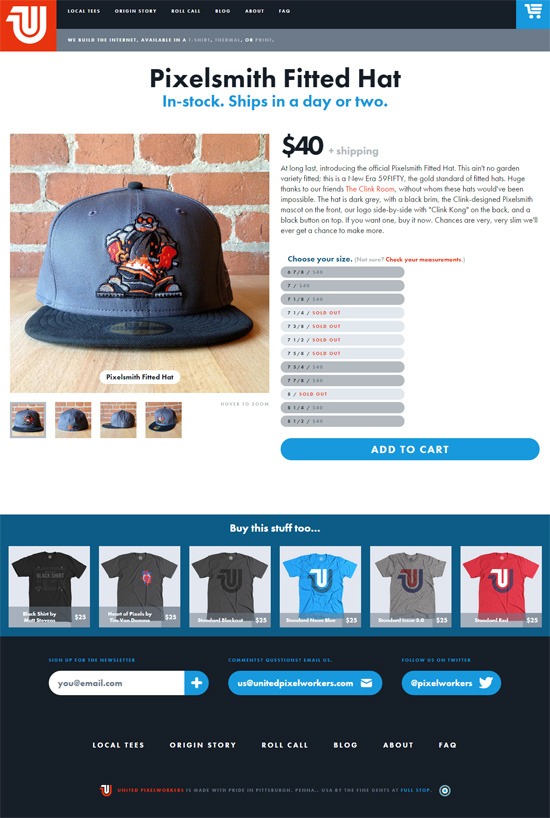 LOCAL TEES ORIGIN STORY ROLL CALL BLOG ABOUT FAQ
WE BUILD THE INTERNET, AVAILABLE IN A T-SHIRT, THERMAL, OR PRINT.
Pixelsmith Fitted Hat
In-stock. Ships in a day or two.
$40 + shipping
At long last, introducing the official Pixelsmith Fitted Hat. This ain't no garden
variety fitted; this is a New Era 59FIFTY, the gold standard of fitted hats. Huge
thanks to our friends The Clink Room, without whom these hats would've been
impossible. The hat is dark grey, with a black brim, the Clink-designed Pixelsmith
mascot on the front, our logo side-by-side with "Clink Kong" on the back, and a
black button on top. If you want one, buy it now. Chances are very, very slim we'll
ever get a chance to make more.
Choose your size. (Not sure? Check your measurements.)
6 7/8 / $40
7 / $40
7 1/8 / $40
7 1/4 / SOLD OUT
7 3/8 / SOLD OUT
7 1/2 / SOLD OUT
7 5/8 / SOLD OUT
7 3/4 / $40
7 7/8 / $40
8 / SOLD OUT
8 1/4 / $40
8 1/2 / $40
Pixelsmith Fitted Hat
HOVER TO ZOOM
ADD TO CART
Buy this stuff too...
BLACK SHIRT
Black Shirt by
Matt Stevens $25
Heart of Pixels by
Tim Van Damme $25
Standard Blackout $25
Standard Neue Blue $25
Standard Issue 2.0 $25
Standard Red $25
SIGN UP FOR THE NEWSLETTER COMMENTS? QUESTIONS? EMAIL US. FOLLOW US ON TWITTER
you@email.com + us@unitedpixelworkers.com @pixelworkers
LOCAL TEES ORIGIN STORY ROLL CALL BLOG ABOUT FAQ
UNITED PIXELWORKERS IS MADE WITH PRIDE IN PITTSBURGH, PENNA., USA BY THE FINE GENTS AT FULL STOP.